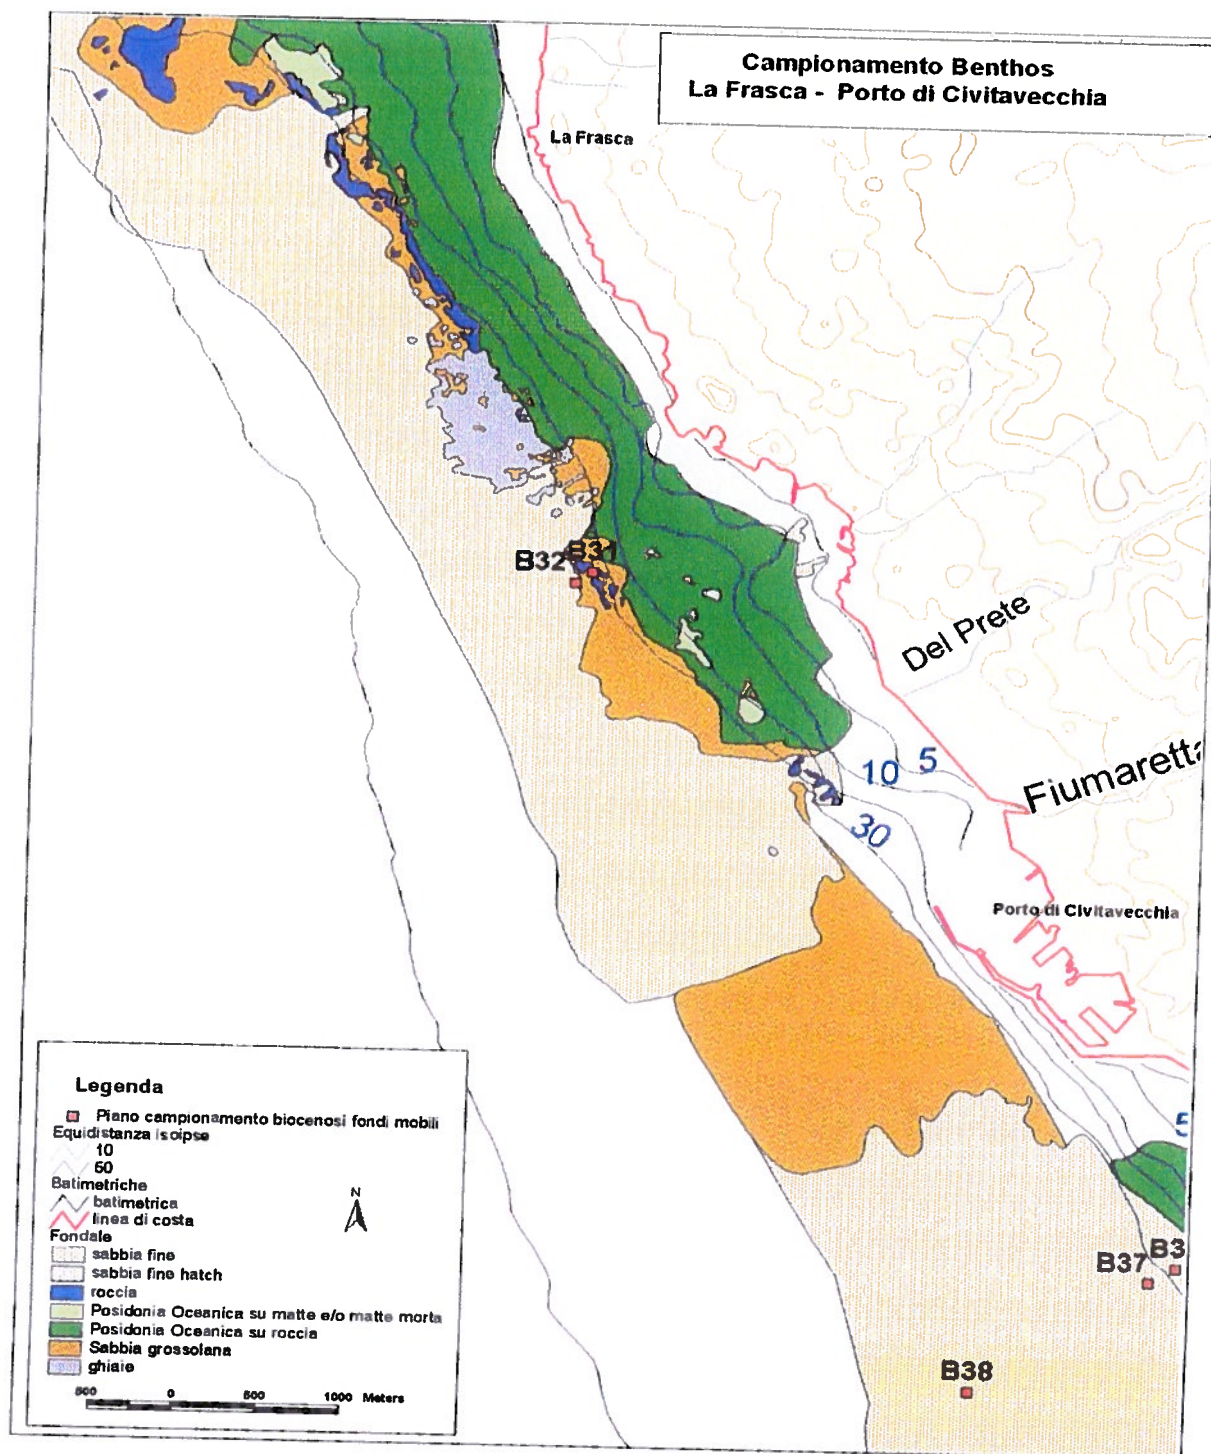 Campionamento Benthos
La Frasca - Porto di Civitavecchia
La Frasca
B32
B31
Del Prete
Fiumaretta
10
5
30
Porto di Civitavecchia
5
B37
B3
B38
Legenda
Piano campionamento biocenosi fondi mobili
Equidistanza isoipse
10
50
Batimetriche
batimetrica
linea di costa
N
Fondale
sabbia fine
sabbia fine hatch
roccia
Posidonia Oceanica su matte e/o matte morta
Posidonia Oceanica su roccia
Sabbia grossolana
ghiaie
500 0 500 1000 Meters